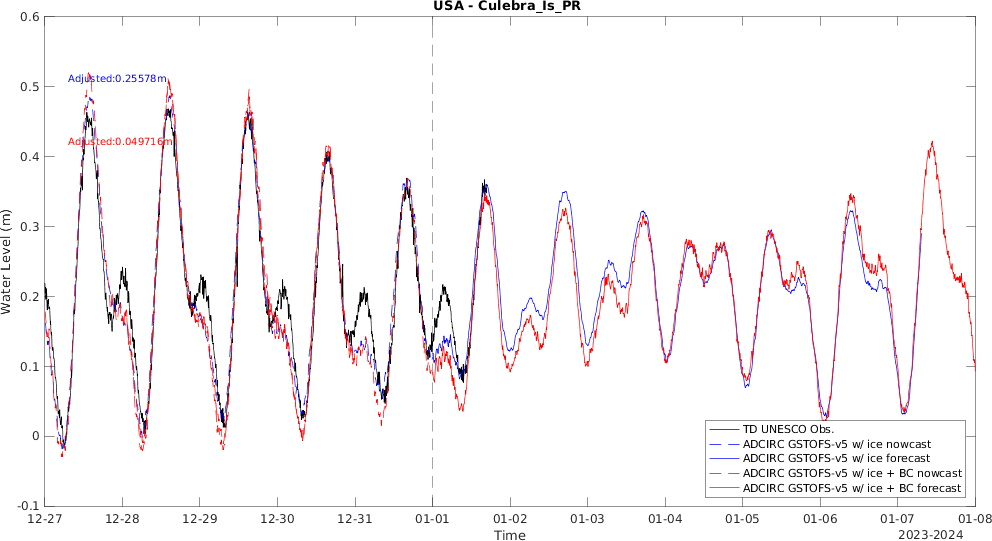 USA - Culebra_Is_PR
0.6
0.5
0.4
0.3
0.2
0.1
0
-0.1
Water Level (m)
Adjusted:0.25578m
Adjusted:0.049716m
TD UNESCO Obs.
ADCIRC GSTOFS-v5 w/ ice nowcast
ADCIRC GSTOFS-v5 w/ ice forecast
ADCIRC GSTOFS-v5 w/ ice + BC nowcast
ADCIRC GSTOFS-v5 w/ ice + BC forecast
12-27 12-28 12-29 12-30 12-31 01-01 01-02 01-03 01-04 01-05 01-06 01-07 01-08
Time
2023-2024